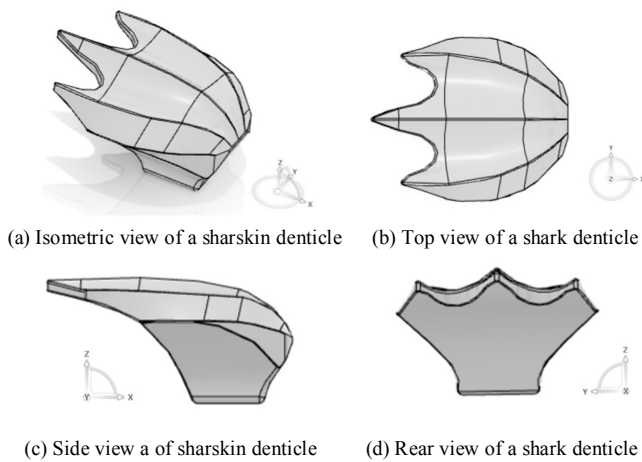 Z
Y
X
Y
Z
X
(a) Isometric view of a sharskin denticle
(b) Top view of a shark denticle
Z
Y
X
Z
Y
X
(c) Side view a of sharskin denticle
(d) Rear view of a shark denticle